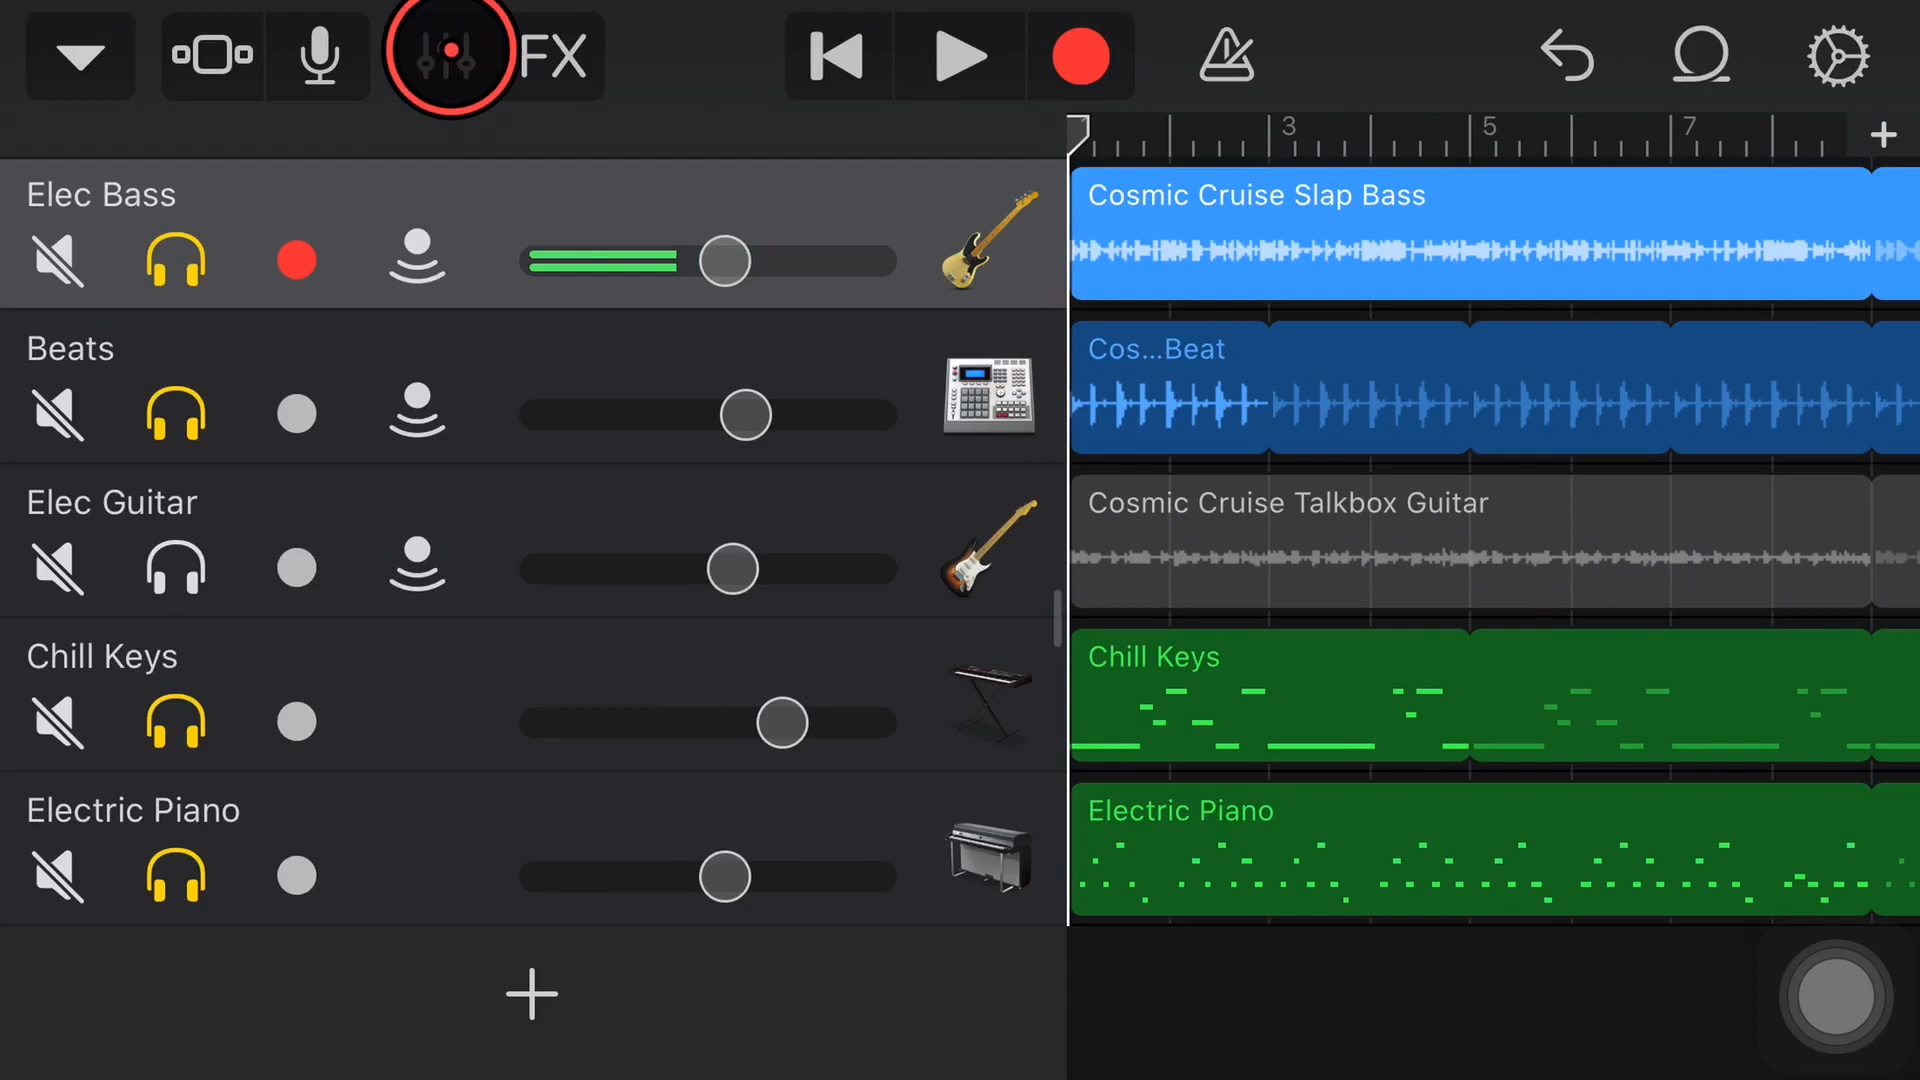 FX
3
5
7
Elec Bass
Cosmic Cruise Slap Bass
Beats
Cos...Beat
Elec Guitar
Cosmic Cruise Talkbox Guitar
Chill Keys
Chill Keys
Electric Piano
Electric Piano